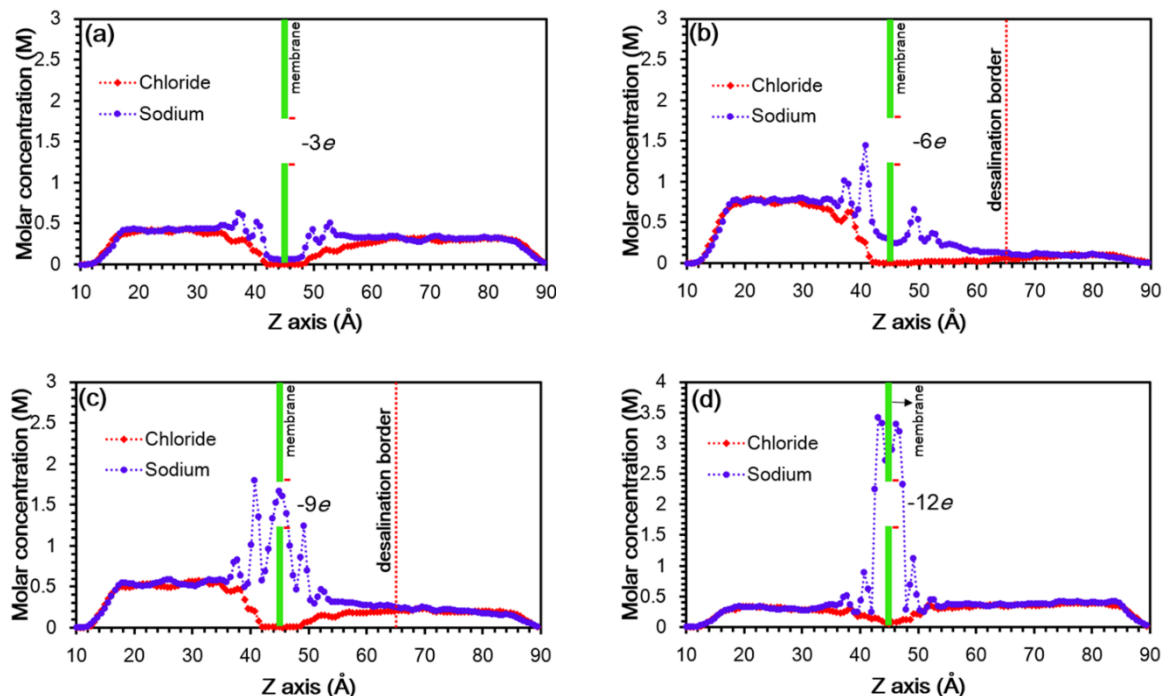 (a)
Chloride
Sodium
membrane
-3e
Molar concentration (M)
3
2.5
2
1.5
1
0.5
0
10 20 30 40 50 60 70 80 90
Z axis (Å)
(b)
Chloride
Sodium
membrane
desalination border
-6e
Molar concentration (M)
3
2.5
2
1.5
1
0.5
0
10 20 30 40 50 60 70 80 90
Z axis (Å)
(c)
Chloride
Sodium
membrane
desalination border
-9e
Molar concentration (M)
3
2.5
2
1.5
1
0.5
0
10 20 30 40 50 60 70 80 90
Z axis (Å)
(d)
Chloride
Sodium
membrane
-12e
Molar concentration (M)
4
3.5
3
2.5
2
1.5
1
0.5
0
10 20 30 40 50 60 70 80 90
Z axis (Å)